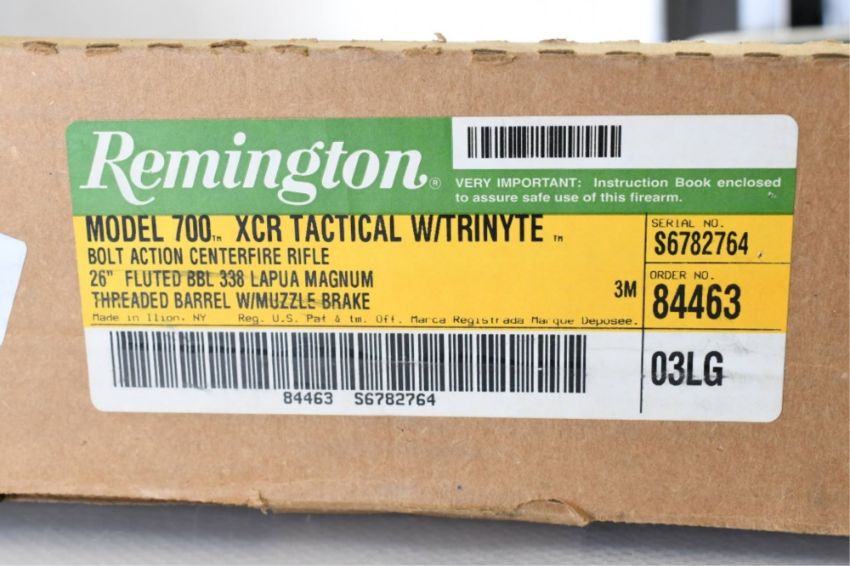 Remington®
VERY IMPORTANT: Instruction Book enclosed
to assure safe use of this firearm.
MODEL 700™ XCR TACTICAL W/TRINYTE ™
BOLT ACTION CENTERFIRE RIFLE
26" FLUTED BBL 338 LAPUA MAGNUM
THREADED BARREL W/MUZZLE BRAKE
3M
Made in Ilion, NY Reg. U.S. Pat & tm. Off. Marca Registrada Marque Deposee.
SERIAL NO.
S6782764
ORDER NO.
84463
03LG
84463 S6782764